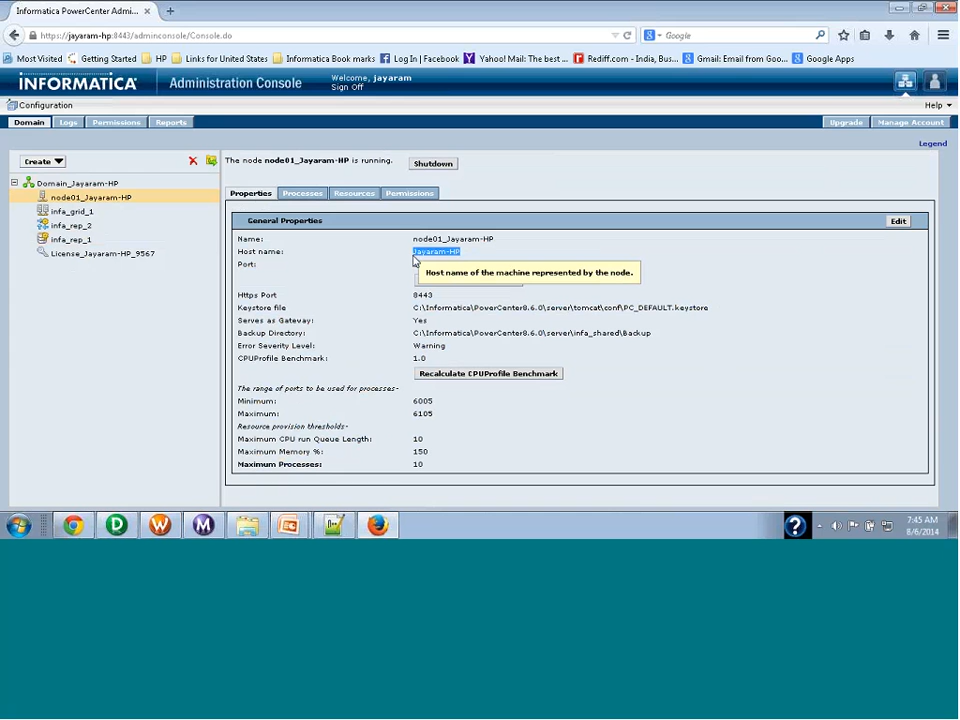 Informatica PowerCenter Admi...
https://jayaram-hp:8443/adminconsole/Console.do
Google
Most Visited Getting Started HP Links for United States Informatica Book marks Log In | Facebook Yahoo! Mail: The best ... Rediff.com - India, Bus... Gmail: Email from Goo... Google Apps
INFORMATICA Administration Console Welcome, jayaram
Sign Off
Configuration Help
Domain Logs Permissions Reports Upgrade Manage Account
Legend
Create The node node01_Jayaram-HP is running. Shutdown
Domain_Jayaram-HP
node01_Jayaram-HP
infa_grid_1
infa_rep_2
infa_rep_1
License_Jayaram-HP_9567
Properties Processes Resources Permissions
General Properties Edit
Name: node01_Jayaram-HP
Host name: Jayaram-HP
Port:
Host name of the machine represented by the node.
Https Port 8443
Keystore file C:\Informatica\PowerCenter8.6.0\server\tomcat\conf\PC_DEFAULT.keystore
Serves as Gateway: Yes
Backup Directory: C:\Informatica\PowerCenter8.6.0\server\infa_shared\Backup
Error Severity Level: Warning
CPUProfile Benchmark: 1.0
Recalculate CPUProfile Benchmark
The range of ports to be used for processes-
Minimum: 6005
Maximum: 6105
Resource provision thresholds-
Maximum CPU run Queue Length: 10
Maximum Memory %: 150
Maximum Processes: 10
D W M ? 7:45 AM
8/6/2014